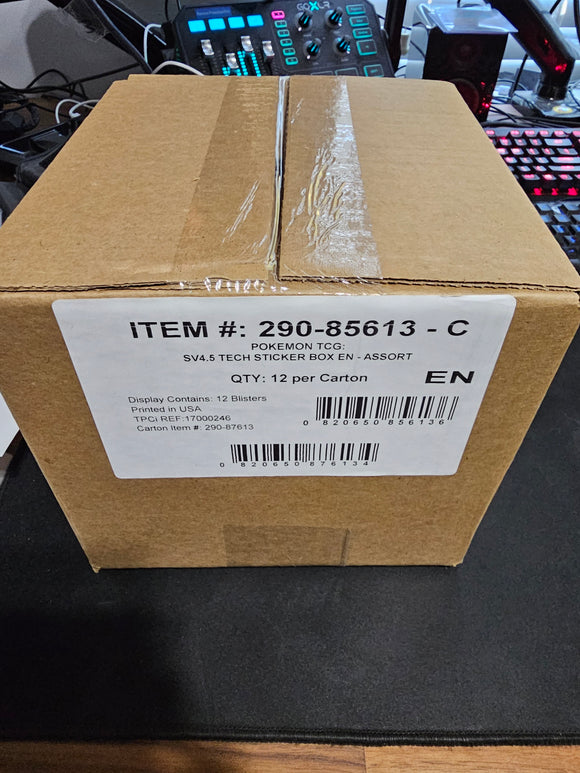 GOXLR
ITEM #: 290-85613 - C
POKEMON TCG:
SV4.5 TECH STICKER BOX EN - ASSORT
QTY: 12 per Carton
EN
Display Contains: 12 Blisters
Printed in USA
TPCi REF:17000246
Carton Item #: 290-87613
0 820650 856136
0 820650 876134